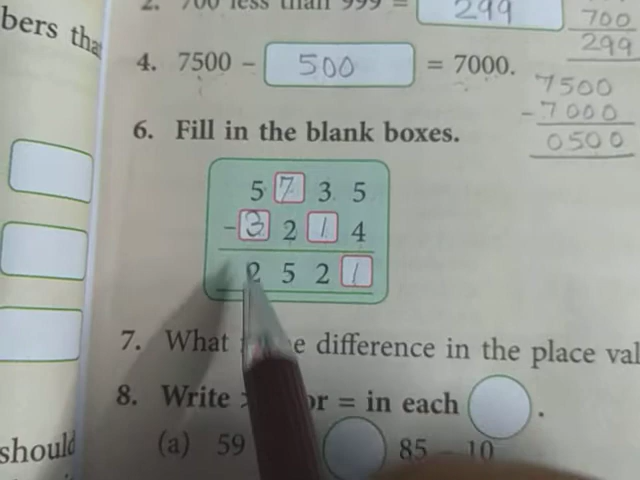 2. 700 less than 999 = 299
700
299
bers tha
4. 7500 - 500 = 7000.
7500
- 7000
0500
6. Fill in the blank boxes.
5 7 3 5
- 3 2 1 4
2 5 2 1
7. What the difference in the place val
8. Write > or = in each .
should
(a) 59 85 - 10